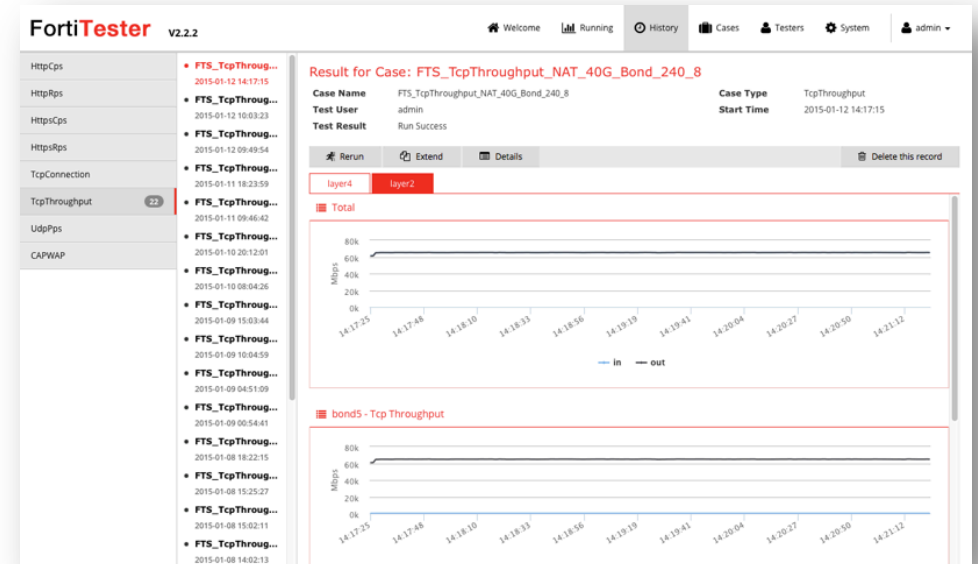 FortiTester V2.2.2
Welcome Running History Cases Testers System admin
HttpCps
HttpRps
HttpsCps
HttpsRps
TcpConnection
TcpThroughput 22
UdpPps
CAPWAP
FTS_TcpThroug...
2015-01-12 14:17:15
FTS_TcpThroug...
2015-01-12 10:03:23
FTS_TcpThroug...
2015-01-12 09:49:54
FTS_TcpThroug...
2015-01-11 18:23:59
FTS_TcpThroug...
2015-01-11 09:46:42
FTS_TcpThroug...
2015-01-10 20:12:01
FTS_TcpThroug...
2015-01-10 08:04:26
FTS_TcpThroug...
2015-01-09 15:03:44
FTS_TcpThroug...
2015-01-09 10:04:59
FTS_TcpThroug...
2015-01-09 04:51:09
FTS_TcpThroug...
2015-01-09 00:54:41
FTS_TcpThroug...
2015-01-08 18:22:15
FTS_TcpThroug...
2015-01-08 15:25:27
FTS_TcpThroug...
2015-01-08 15:02:11
FTS_TcpThroug...
2015-01-08 14:02:13
Result for Case: FTS_TcpThroughput_NAT_40G_Bond_240_8
Case Name FTS_TcpThroughput_NAT_40G_Bond_240_8 Case Type TcpThroughput
Test User admin Start Time 2015-01-12 14:17:15
Test Result Run Success
Rerun Extend Details Delete this record
layer4 layer2
Total
80k
60k
40k
20k
0k
Mbps
14:17:25 14:17:48 14:18:10 14:18:33 14:18:56 14:19:19 14:19:41 14:20:04 14:20:27 14:20:50 14:21:12
in out
bond5 - Tcp Throughput
80k
60k
40k
20k
0k
Mbps
14:17:25 14:17:48 14:18:10 14:18:33 14:18:56 14:19:19 14:19:41 14:20:04 14:20:27 14:20:50 14:21:12